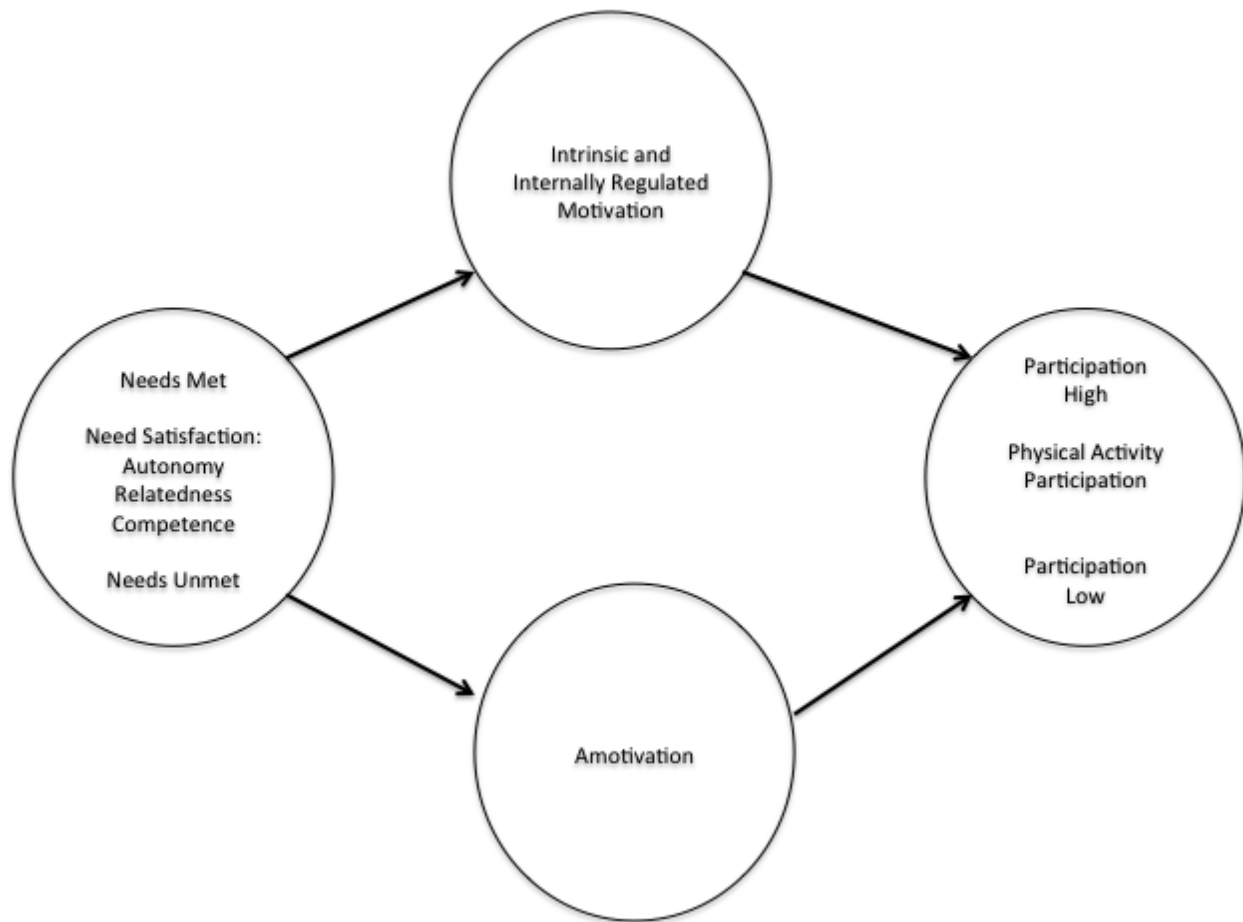 Intrinsic and
Internally Regulated
Motivation
Needs Met
Need Satisfaction:
Autonomy
Relatedness
Competence
Needs Unmet
Participation
High
Physical Activity
Participation
Participation
Low
Amotivation